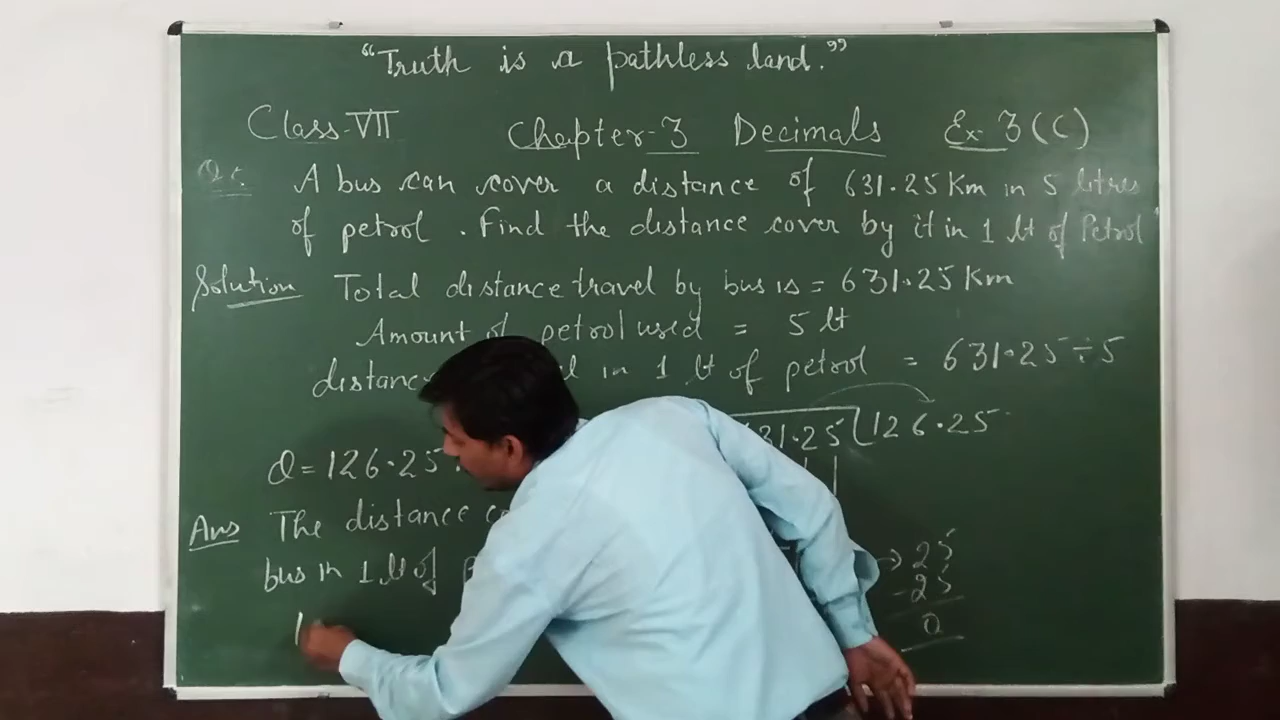 “Truth is a pathless land.”
Class-VII Chapter-3 Decimals Ex-3(C)
A bus can cover a distance of 631.25 Km in 5 litres
of petrol. Find the distance cover by it in 1 lt of Petrol
Solution Total distance travel by bus is = 631.25 Km
Amount of petrol used = 5 lt
distance in 1 lt of petrol = 631.25 ÷ 5
631.25 126.25
Q = 126.25
Ans The distance
bus in 1 lt of
→ 25
- 25
0